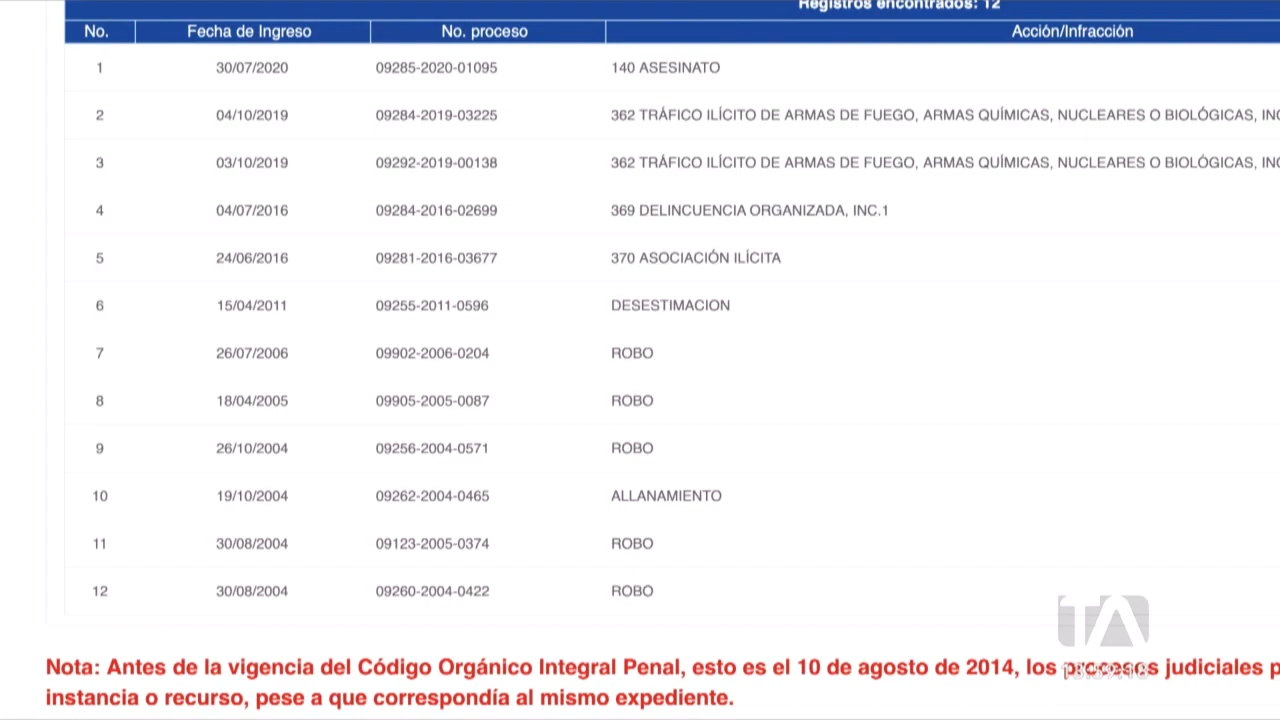 Registros encontrados: 12
No. Fecha de Ingreso No. proceso Acción/Infracción
1 30/07/2020 09285-2020-01095 140 ASESINATO
2 04/10/2019 09284-2019-03225 362 TRÁFICO ILÍCITO DE ARMAS DE FUEGO, ARMAS QUÍMICAS, NUCLEARES O BIOLÓGICAS, INC
3 03/10/2019 09292-2019-00138 362 TRÁFICO ILÍCITO DE ARMAS DE FUEGO, ARMAS QUÍMICAS, NUCLEARES O BIOLÓGICAS, INC
4 04/07/2016 09284-2016-02699 369 DELINCUENCIA ORGANIZADA, INC.1
5 24/06/2016 09281-2016-03677 370 ASOCIACIÓN ILÍCITA
6 15/04/2011 09255-2011-0596 DESESTIMACION
7 26/07/2006 09902-2006-0204 ROBO
8 18/04/2005 09905-2005-0087 ROBO
9 26/10/2004 09256-2004-0571 ROBO
10 19/10/2004 09262-2004-0465 ALLANAMIENTO
11 30/08/2004 09123-2005-0374 ROBO
12 30/08/2004 09260-2004-0422 ROBO
TA
Nota: Antes de la vigencia del Código Orgánico Integral Penal, esto es el 10 de agosto de 2014, los procesos judiciales p
instancia o recurso, pese a que correspondía al mismo expediente.